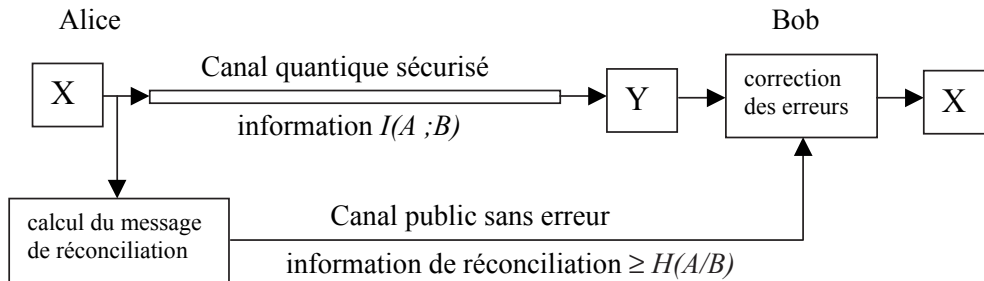 Alice
Bob
Canal quantique sécurisé
X
Y
correction
des erreurs
X
information I(A ;B)
calcul du message
de réconciliation
Canal public sans erreur
information de réconciliation ≥ H(A/B)